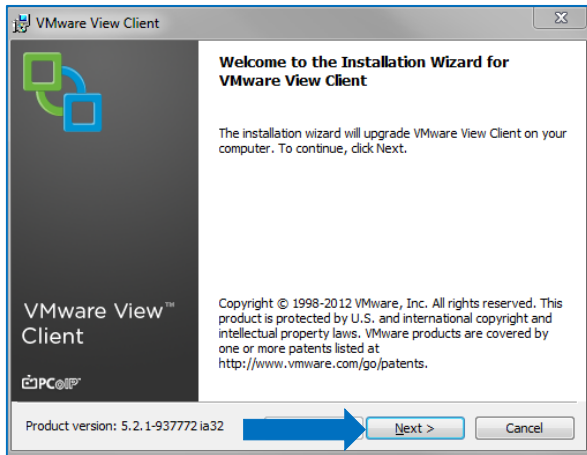 VMware View Client
Welcome to the Installation Wizard for
VMware View Client
The installation wizard will upgrade VMware View Client on your
computer. To continue, click Next.
VMware View™
Client
PCoIP
Copyright © 1998-2012 VMware, Inc. All rights reserved. This
product is protected by U.S. and international copyright and
intellectual property laws. VMware products are covered by
one or more patents listed at
http://www.vmware.com/go/patents.
Product version: 5.2.1-937772 ia32
Next >
Cancel